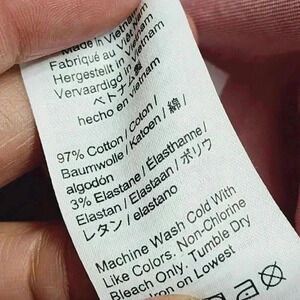 Made in Vietnam
Fabriqué au Viêt Nam
Hergestellt in Vietnam
Vervaardigd in Vietnam
ベトナム製
hecho en Vietnam
97% Cotton / Coton /
Baumwolle / Katoen / 綿 /
algodón
3% Elastane / Élasthanne /
Elastan / Elastaan / ポリウ
レタン / elastano
Machine Wash Cold With
Like Colors. Non-Chlorine
Bleach Only. Tumble Dry
Iron on Lowest